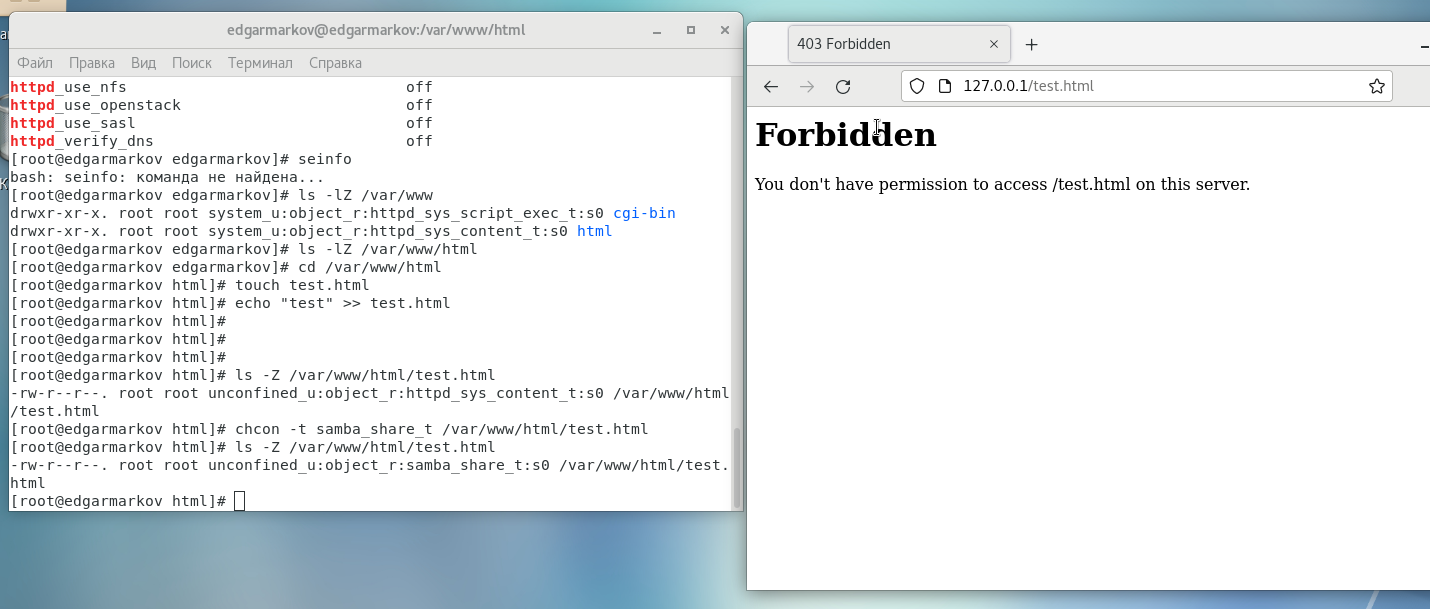 edgarmarkov@edgarmarkov:/var/www/html
Файл Правка Вид Поиск Терминал Справка
httpd_use_nfs off
httpd_use_openstack off
httpd_use_sasl off
httpd_verify_dns off
[root@edgarmarkov edgarmarkov]# seinfo
bash: seinfo: команда не найдена...
[root@edgarmarkov edgarmarkov]# ls -lZ /var/www
drwxr-xr-x. root root system_u:object_r:httpd_sys_script_exec_t:s0 cgi-bin
drwxr-xr-x. root root system_u:object_r:httpd_sys_content_t:s0 html
[root@edgarmarkov edgarmarkov]# ls -lZ /var/www/html
[root@edgarmarkov edgarmarkov]# cd /var/www/html
[root@edgarmarkov html]# touch test.html
[root@edgarmarkov html]# echo "test" >> test.html
[root@edgarmarkov html]#
[root@edgarmarkov html]#
[root@edgarmarkov html]#
[root@edgarmarkov html]# ls -Z /var/www/html/test.html
-rw-r--r--. root root unconfined_u:object_r:httpd_sys_content_t:s0 /var/www/html
/test.html
[root@edgarmarkov html]# chcon -t samba_share_t /var/www/html/test.html
[root@edgarmarkov html]# ls -Z /var/www/html/test.html
-rw-r--r--. root root unconfined_u:object_r:samba_share_t:s0 /var/www/html/test.
html
[root@edgarmarkov html]#
403 Forbidden
127.0.0.1/test.html
Forbidden
You don't have permission to access /test.html on this server.